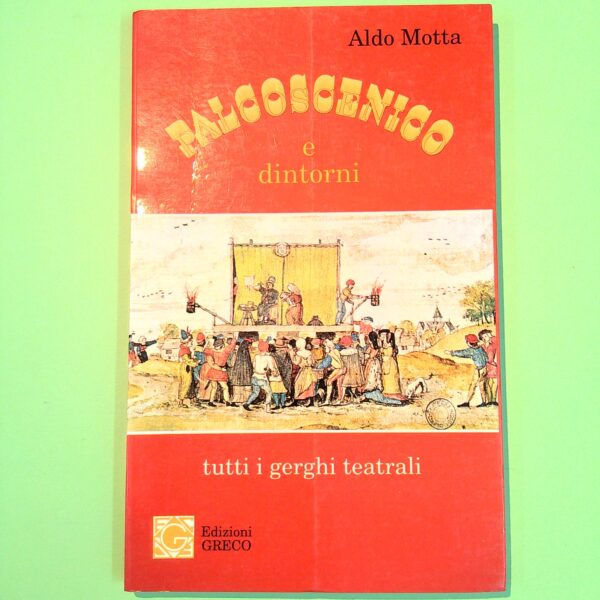 Aldo Motta
PALCOSCENICO
e
dintorni
tutti i gerghi teatrali
G
Edizioni
GRECO